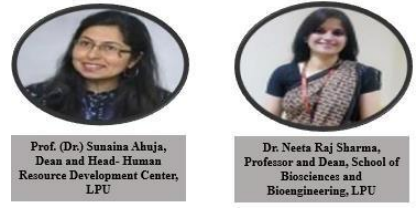 Prof. (Dr.) Sunaina Ahuja,
Dean and Head- Human
Resource Development Center,
LPU
Dr. Neeta Raj Sharma,
Professor and Dean, School of
Biosciences and
Bioengineering, LPU